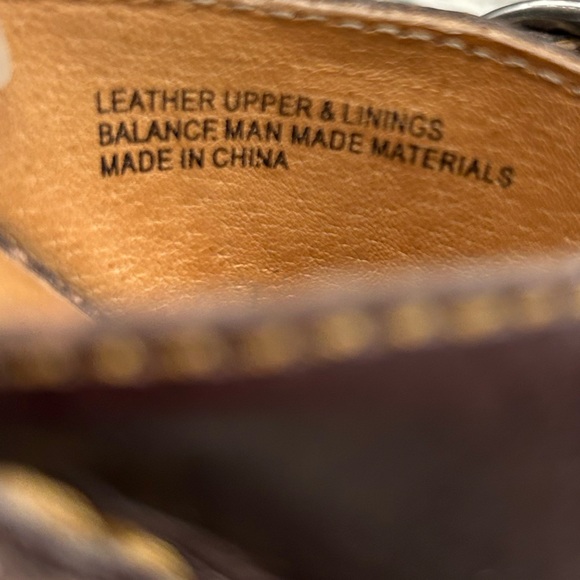 LEATHER UPPER & LININGS
BALANCE MAN MADE MATERIALS
MADE IN CHINA